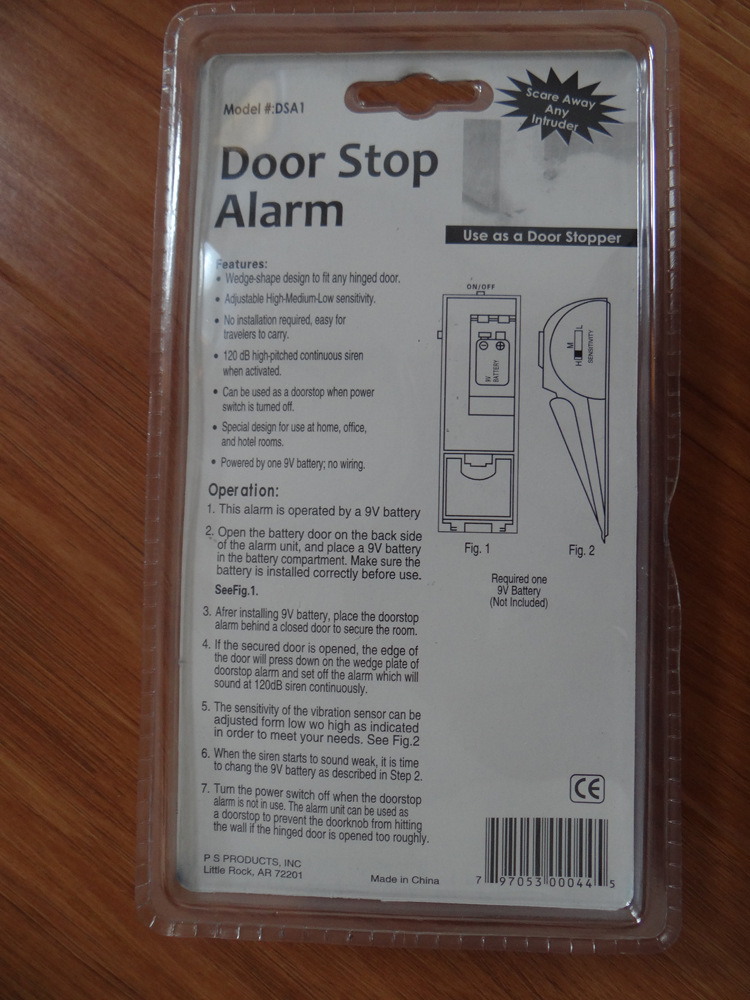 Model #:DSA1
Scare Away
Any
Intruder
Door Stop
Alarm
Use as a Door Stopper
Features:
• Wedge-shape design to fit any hinged door.
• Adjustable High-Medium-Low sensitivity.
• No installation required, easy for
travelers to carry.
• 120 dB high-pitched continuous siren
when activated.
• Can be used as a doorstop when power
switch is turned off.
• Special design for use at home, office,
and hotel rooms.
• Powered by one 9V battery; no wiring.
Operation:
1. This alarm is operated by a 9V battery
2. Open the battery door on the back side
of the alarm unit, and place a 9V battery
in the battery compartment. Make sure the
battery is installed correctly before use.
SeeFig.1.
3. Afrer installing 9V battery, place the doorstop
alarm behind a closed door to secure the room.
4. If the secured door is opened, the edge of
the door will press down on the wedge plate of
doorstop alarm and set off the alarm which will
sound at 120dB siren continuously.
5. The sensitivity of the vibration sensor can be
adjusted form low wo high as indicated
in order to meet your needs. See Fig.2
6. When the siren starts to sound weak, it is time
to chang the 9V battery as described in Step 2.
7. Turn the power switch off when the doorstop
alarm is not in use. The alarm unit can be used as
a doorstop to prevent the doorknob from hitting
the wall if the hinged door is opened too roughly.
P S PRODUCTS, INC
Little Rock, AR 72201
Made in China
ON/OFF
9V
BATTERY
H M L
SENSITIVITY
Fig. 1
Fig. 2
Required one
9V Battery
(Not Included)
CE
7 97053 00044 5